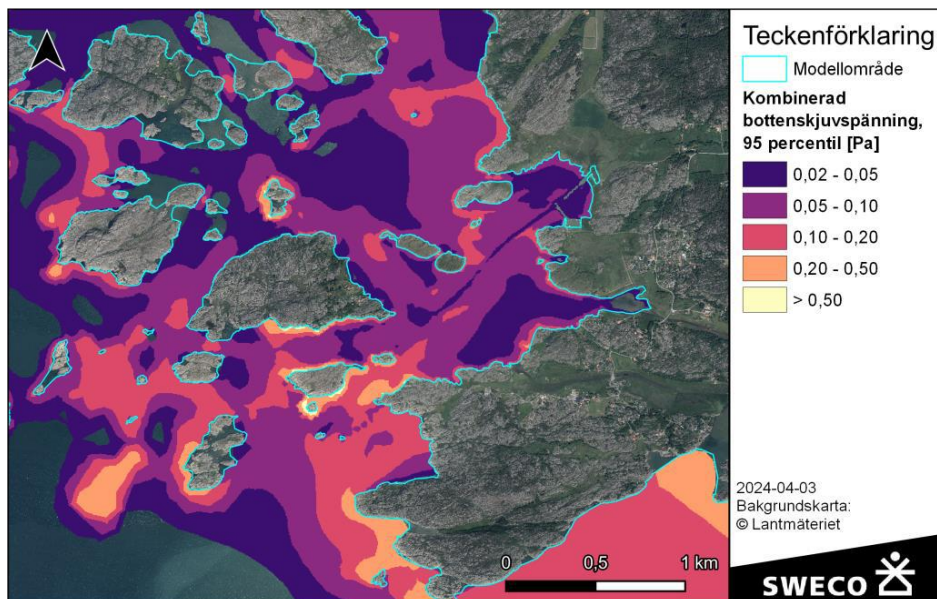 Teckenförklaring
Modellområde
Kombinerad
bottenskjuvspänning,
95 percentil [Pa]
0,02 - 0,05
0,05 - 0,10
0,10 - 0,20
0,20 - 0,50
> 0,50
2024-04-03
Bakgrundskarta:
© Lantmäteriet
0 0,5 1 km
SWECO